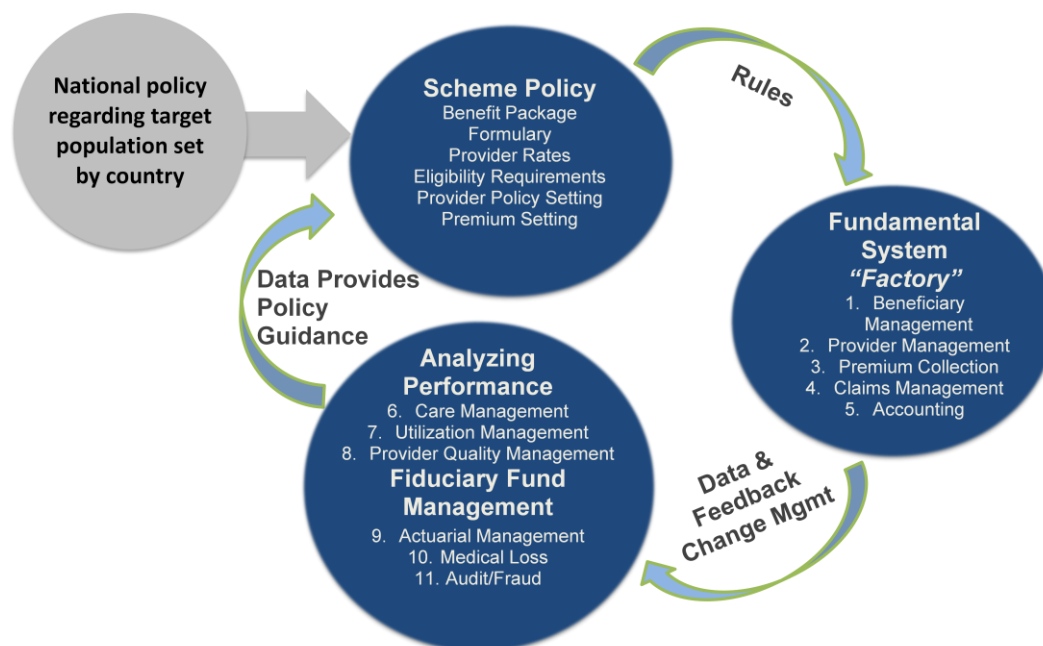 National policy
regarding target
population set
by country
Scheme Policy
Benefit Package
Formulary
Provider Rates
Eligibility Requirements
Provider Policy Setting
Premium Setting
Rules
Fundamental
System
“Factory”
1. Beneficiary
Management
2. Provider Management
3. Premium Collection
4. Claims Management
5. Accounting
Data &
Feedback
Change Mgmt
Analyzing
Performance
6. Care Management
7. Utilization Management
8. Provider Quality Management
Fiduciary Fund
Management
9. Actuarial Management
10. Medical Loss
11. Audit/Fraud
Data Provides
Policy
Guidance